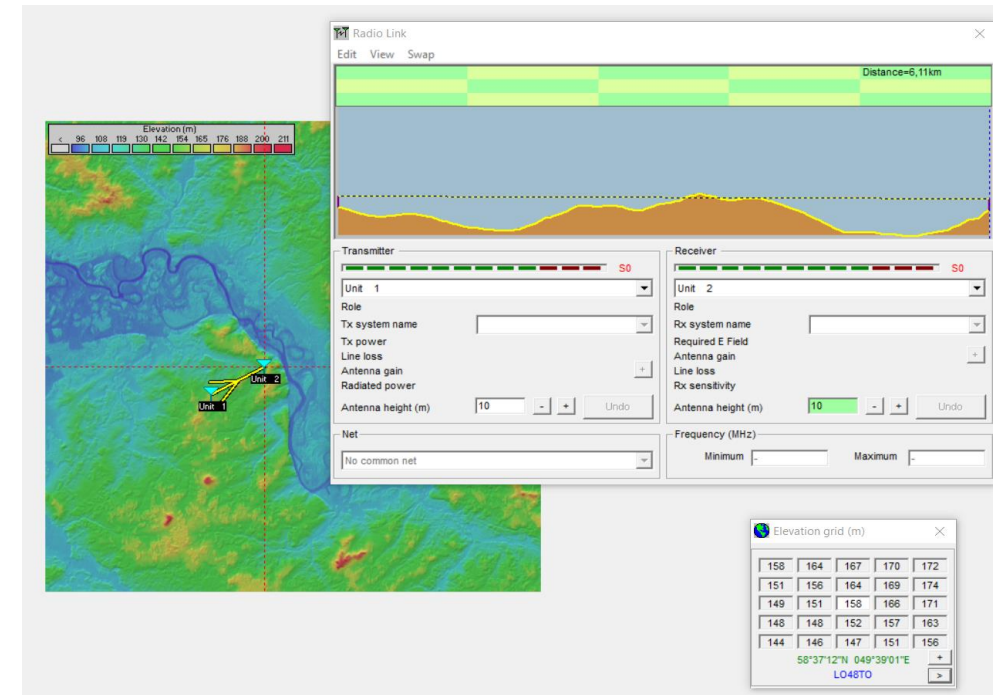 Radio Link
Edit View Swap
Distance=6,11km
Elevation (m)
< 96 108 119 130 142 154 165 176 188 200 211
Unit 2
Unit 1
Transmitter
S0
Unit 1
Role
Tx system name
Tx power
Line loss
Antenna gain
+
Radiated power
Antenna height (m) 10 - + Undo
Net
No common net
Receiver
S0
Unit 2
Role
Rx system name
Required E Field
Antenna gain
+
Line loss
Rx sensitivity
Antenna height (m) 10 - + Undo
Frequency (MHz)
Minimum - Maximum -
Elevation grid (m)
158 164 167 170 172
151 156 164 169 174
149 151 158 166 171
148 148 152 157 163
144 146 147 151 156
58°37'12"N 049°39'01"E +
LO48TO >